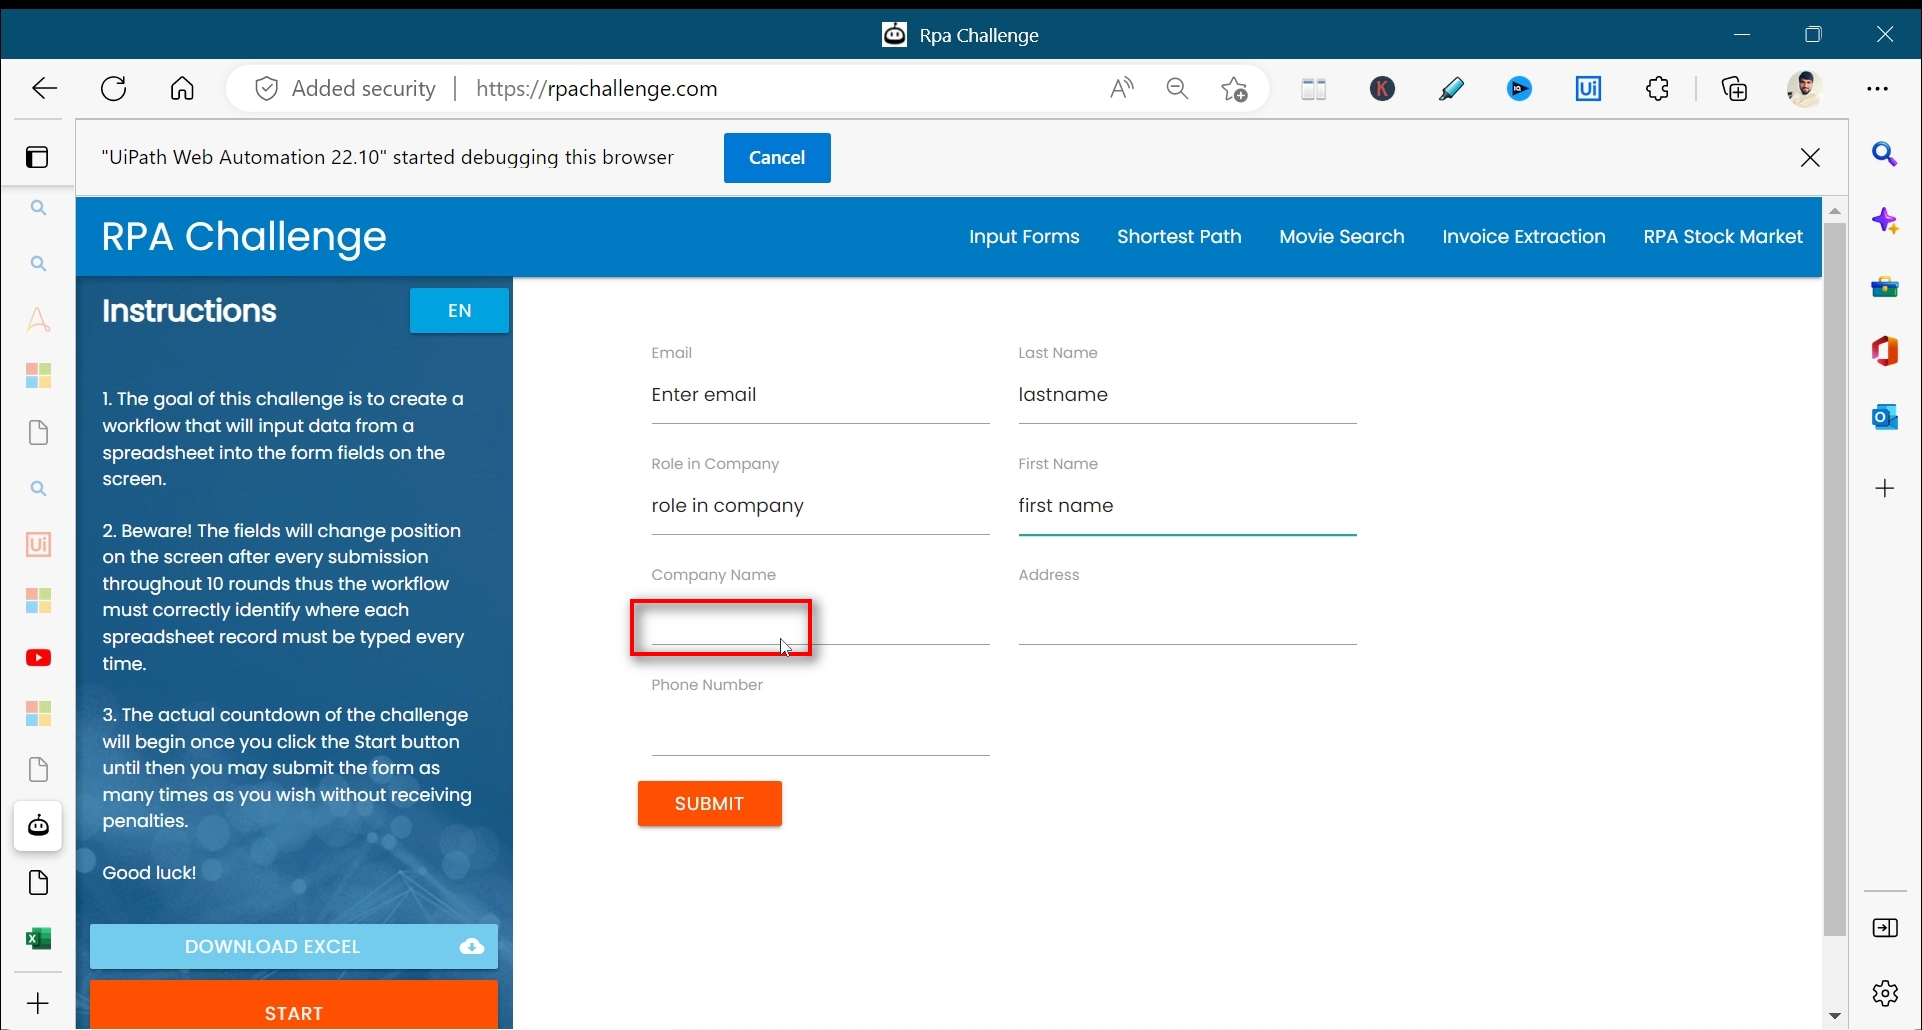 Rpa Challenge
Added security
https://rpachallenge.com
A
K
IQ
Ui
"UiPath Web Automation 22.10" started debugging this browser
Cancel
RPA Challenge
Input Forms
Shortest Path
Movie Search
Invoice Extraction
RPA Stock Market
Instructions
EN
1. The goal of this challenge is to create a
workflow that will input data from a
spreadsheet into the form fields on the
screen.
2. Beware! The fields will change position
on the screen after every submission
throughout 10 rounds thus the workflow
must correctly identify where each
spreadsheet record must be typed every
time.
3. The actual countdown of the challenge
will begin once you click the Start button
until then you may submit the form as
many times as you wish without receiving
penalties.
Good luck!
DOWNLOAD EXCEL
START
Email
Enter email
Last Name
lastname
Role in Company
role in company
First Name
first name
Company Name
Address
Phone Number
SUBMIT
Ui
X
O